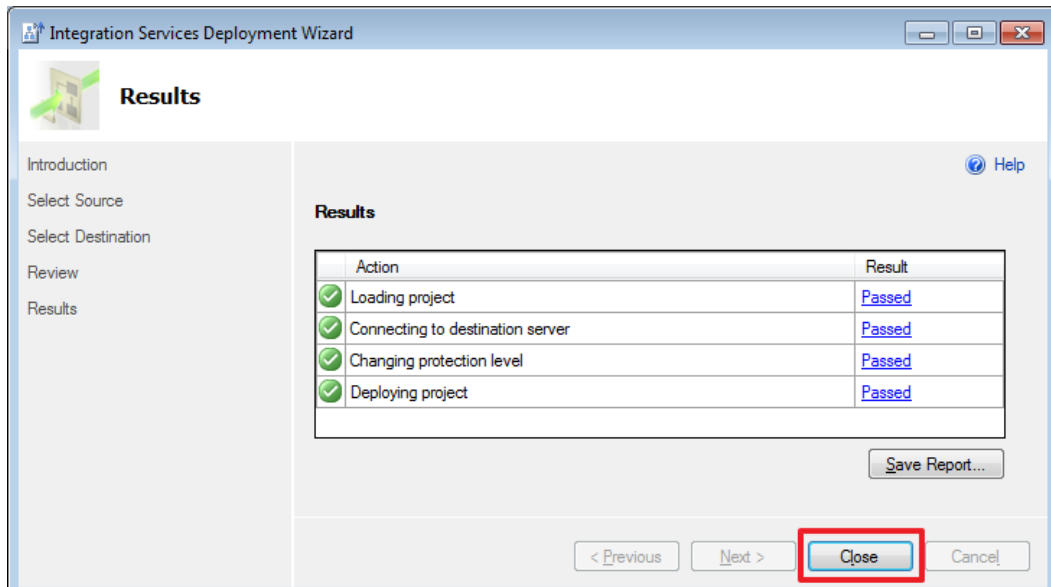 Integration Services Deployment Wizard
Results
Introduction
Select Source
Select Destination
Review
Results
Help
Results
Action Result
Loading project Passed
Connecting to destination server Passed
Changing protection level Passed
Deploying project Passed
Save Report...
< Previous Next > Close Cancel